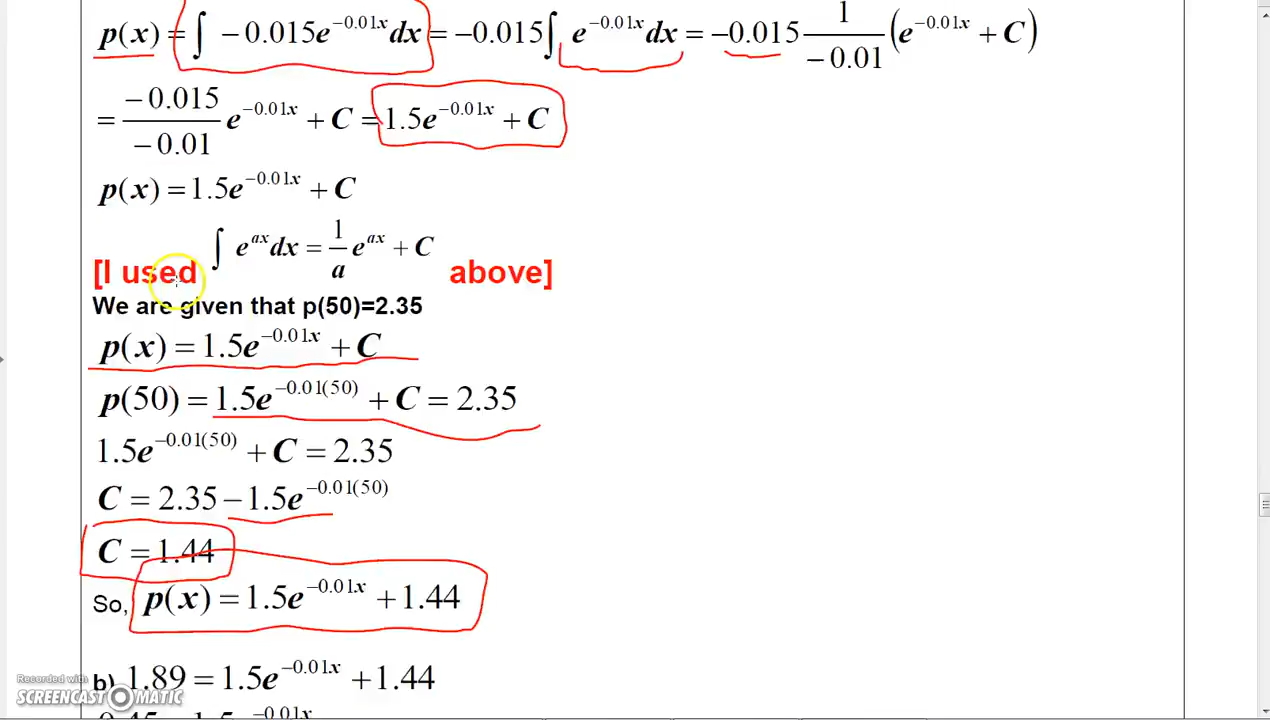 p(x) = ∫ −0.015e^{−0.01x}dx = −0.015∫ e^{−0.01x}dx = −0.015 \frac{1}{−0.01}(e^{−0.01x} + C)
= \frac{−0.015}{−0.01}e^{−0.01x} + C = 1.5e^{−0.01x} + C
p(x) = 1.5e^{−0.01x} + C
[I used ∫ e^{ax}dx = \frac{1}{a}e^{ax} + C above]
We are given that p(50)=2.35
p(x) = 1.5e^{−0.01x} + C
p(50) = 1.5e^{−0.01(50)} + C = 2.35
1.5e^{−0.01(50)} + C = 2.35
C = 2.35 − 1.5e^{−0.01(50)}
C = 1.44
So, p(x) = 1.5e^{−0.01x} + 1.44
b) 1.89 = 1.5e^{−0.01x} + 1.44
Recorded with
SCREENCAST-O-MATIC